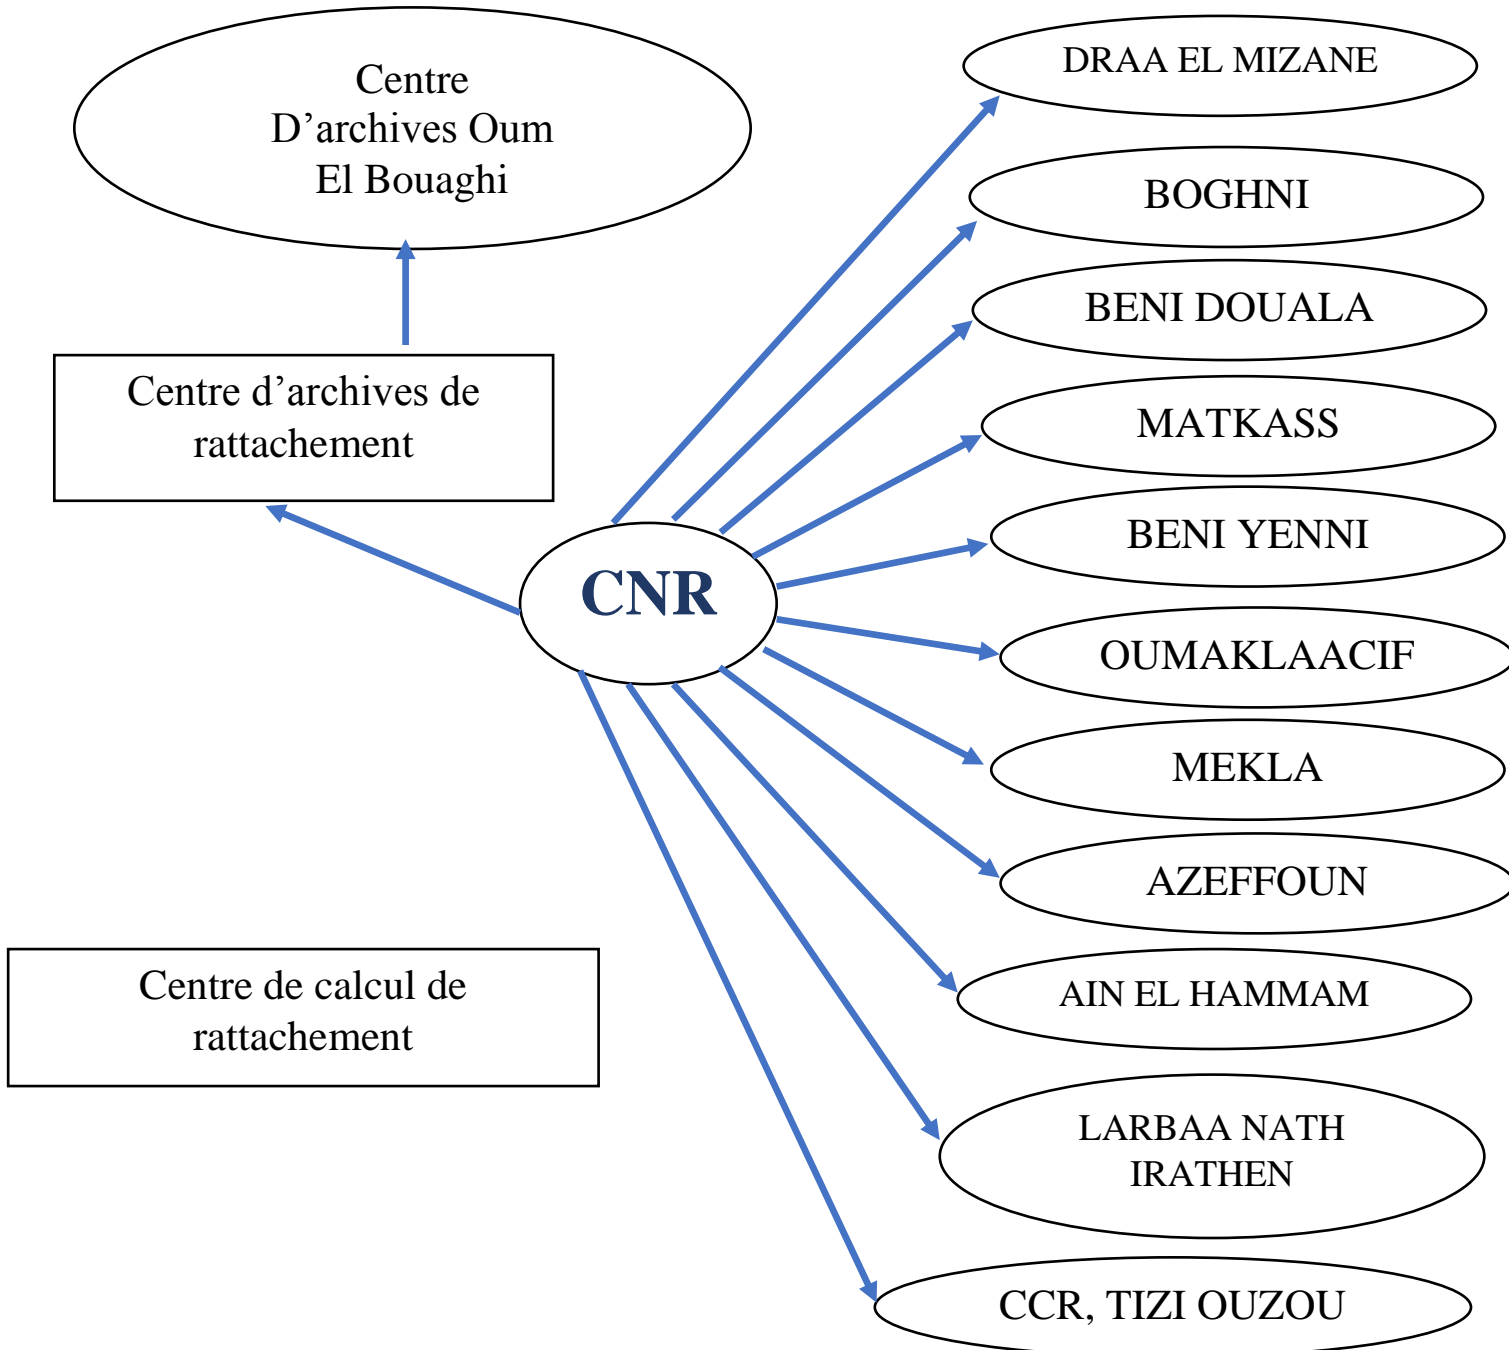 Centre
D’archives Oum
El Bouaghi
Centre d’archives de
rattachement
CNR
Centre de calcul de
rattachement
DRAA EL MIZANE
BOGHNI
BENI DOUALA
MATKASS
BENI YENNI
OUMAKLAACIF
MEKLA
AZEFFOUN
AIN EL HAMMAM
LARBAA NATH
IRATHEN
CCR, TIZI OUZOU